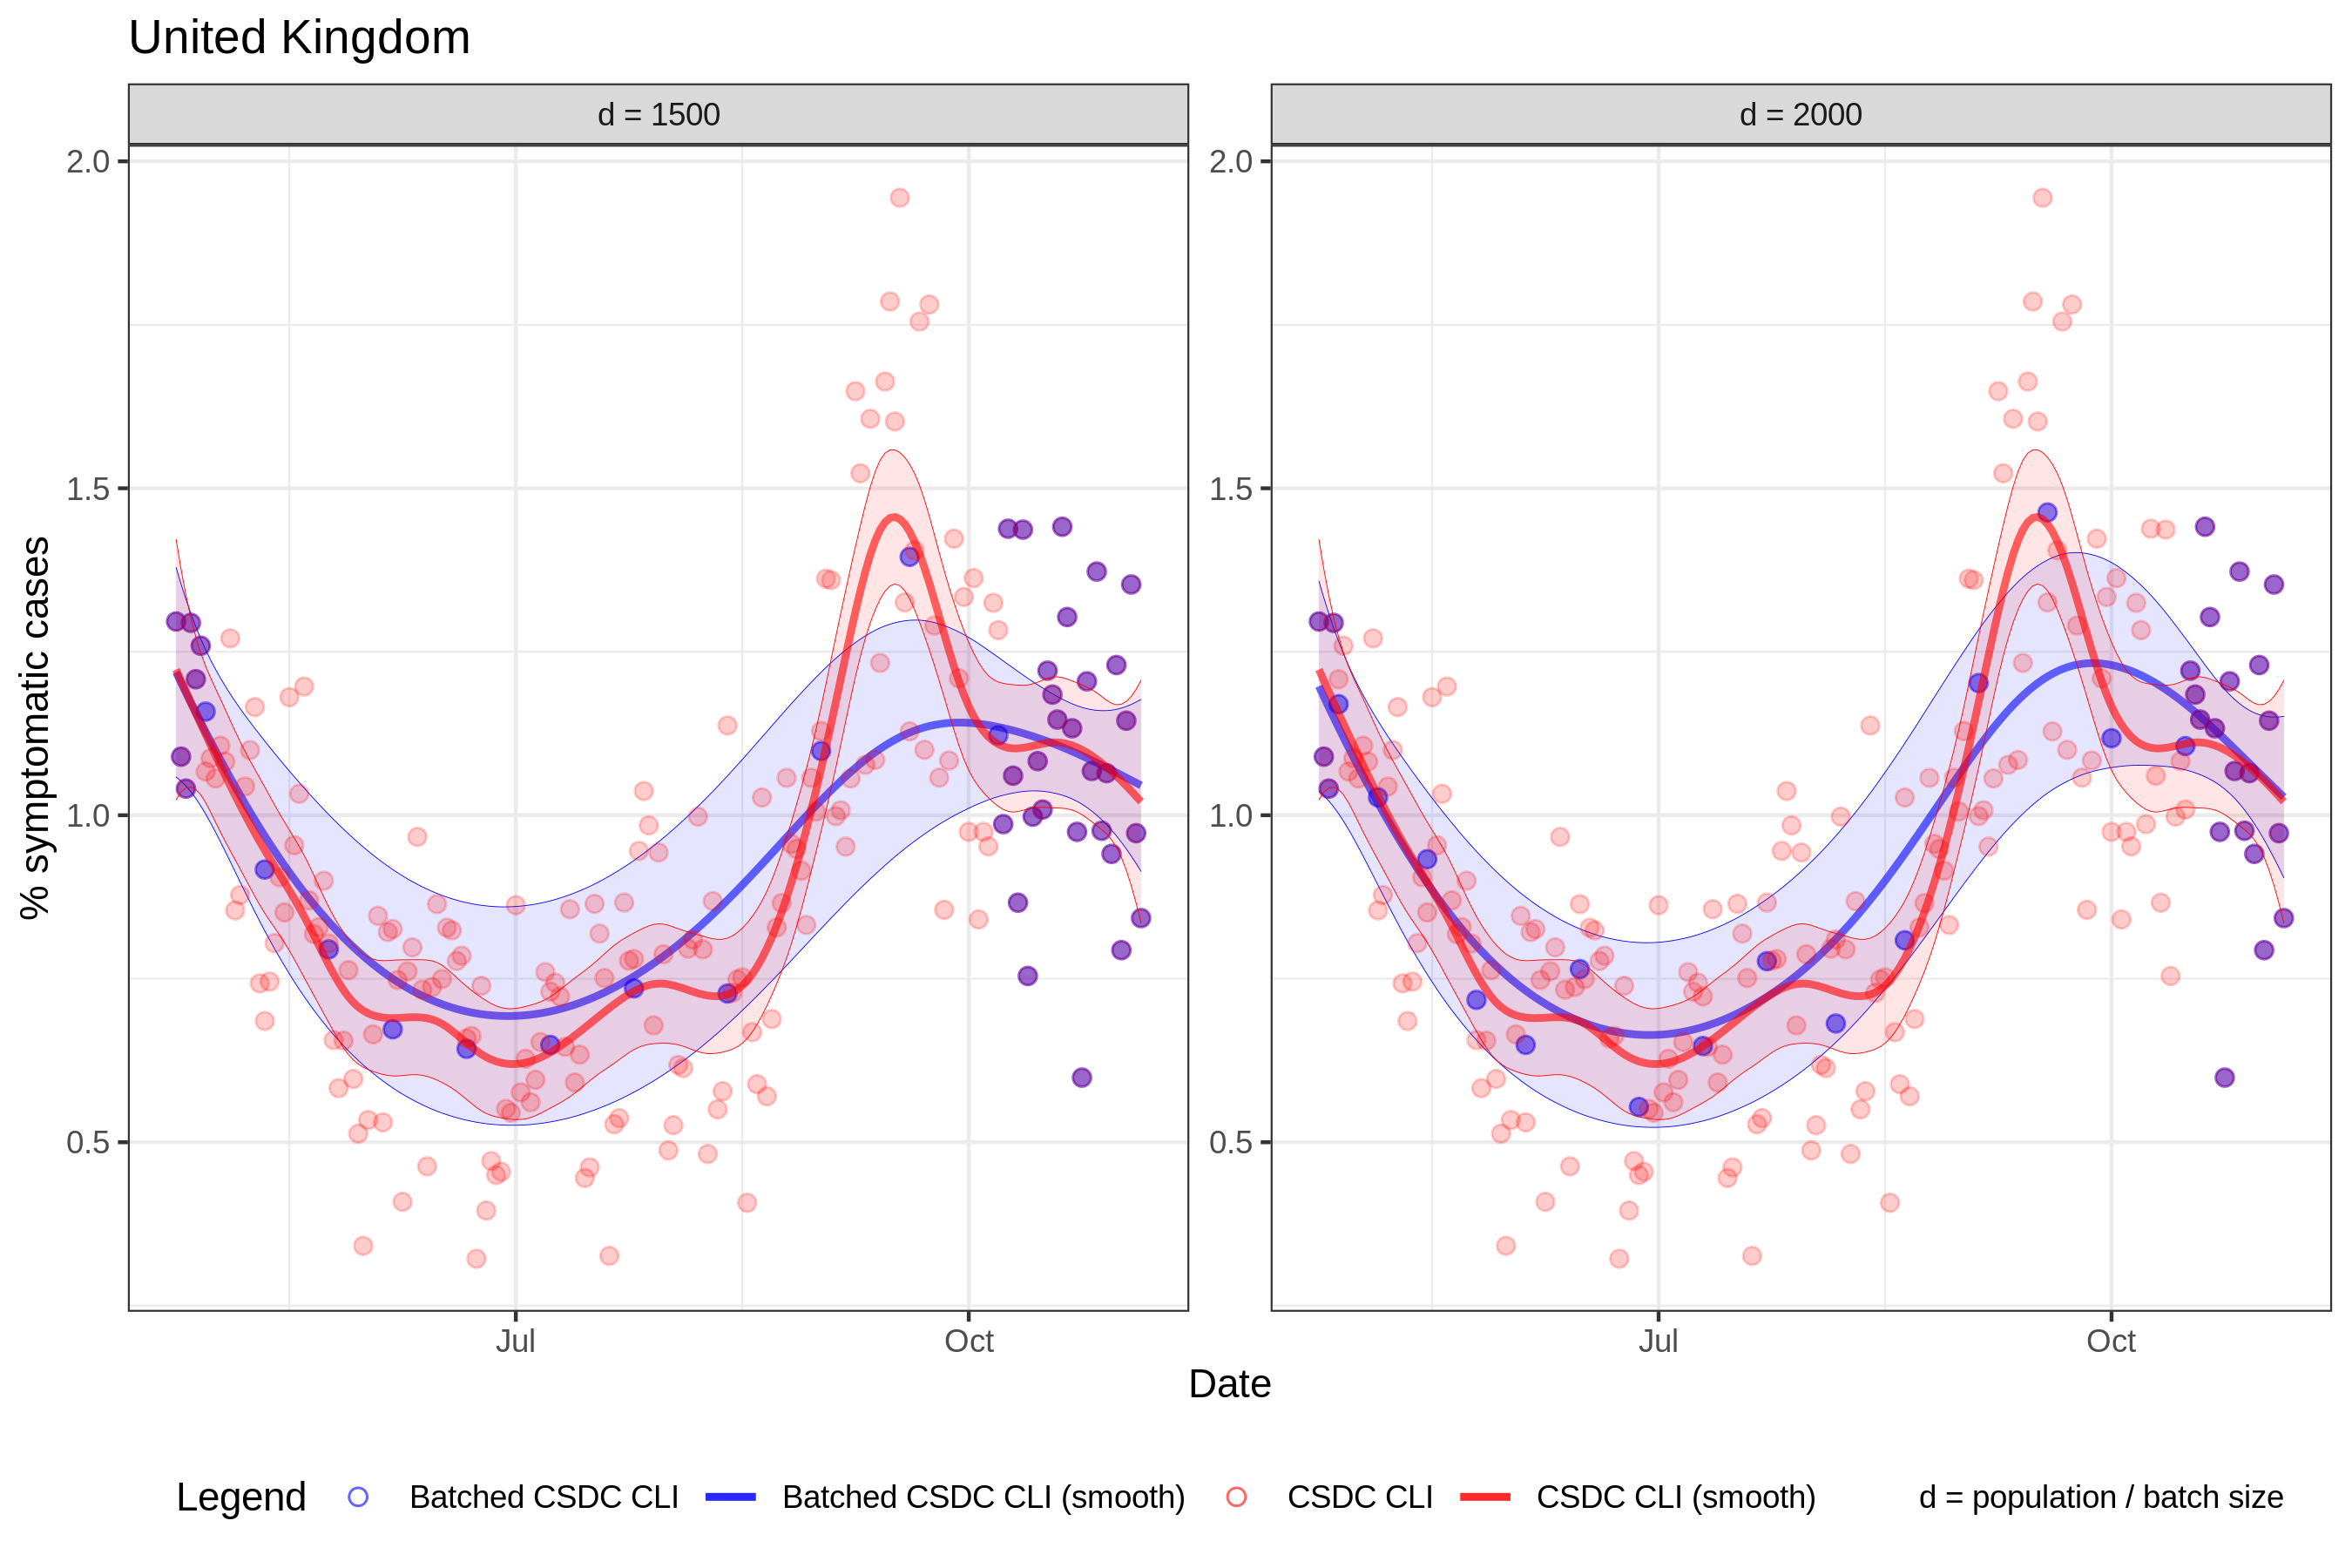 United Kingdom
d = 1500
d = 2000
% symptomatic cases
2.0
1.5
1.0
0.5
2.0
1.5
1.0
0.5
Jul
Oct
Jul
Oct
Date
Legend
Batched CSDC CLI
Batched CSDC CLI (smooth)
CSDC CLI
CSDC CLI (smooth)
d = population / batch size